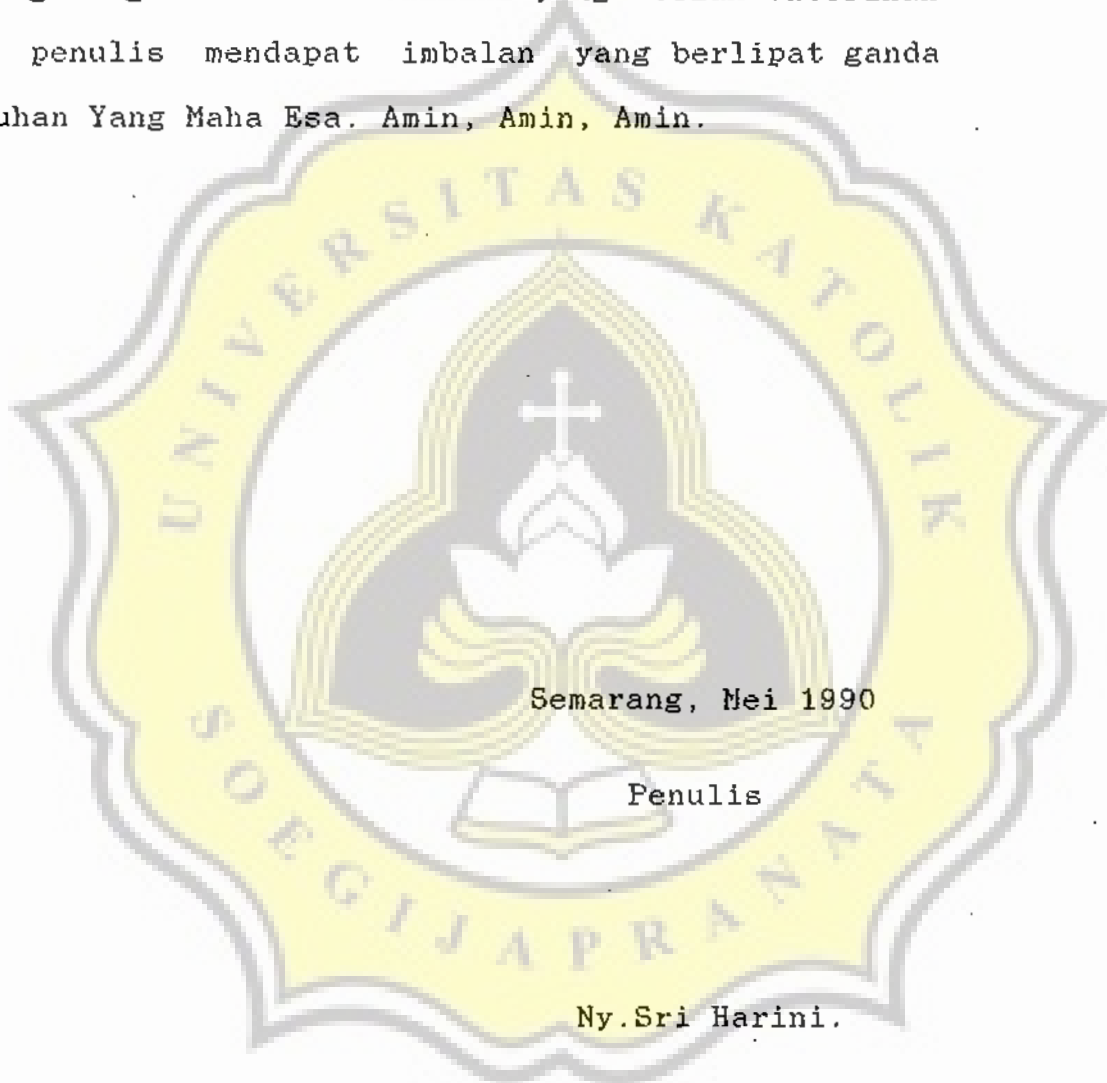 penulis mendapat imbalan yang berlipat ganda
uhan Yang Maha Esa. Amin, Amin, Amin.
UNIVERSITAS KATOLIK
SOEGIJAPRANATA
Semarang, Mei 1990
Penulis
Ny.Sri Harini.